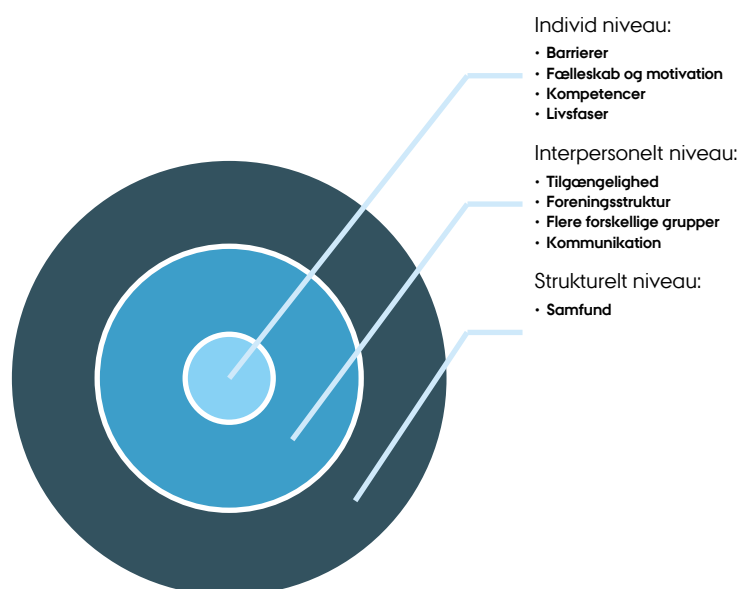 Individ niveau:
• Barrierer
• Fælleskab og motivation
• Kompetencer
• Livsfaser
Interpersonelt niveau:
• Tilgængelighed
• Foreningsstruktur
• Flere forskellige grupper
• Kommunikation
Strukturelt niveau:
• Samfund